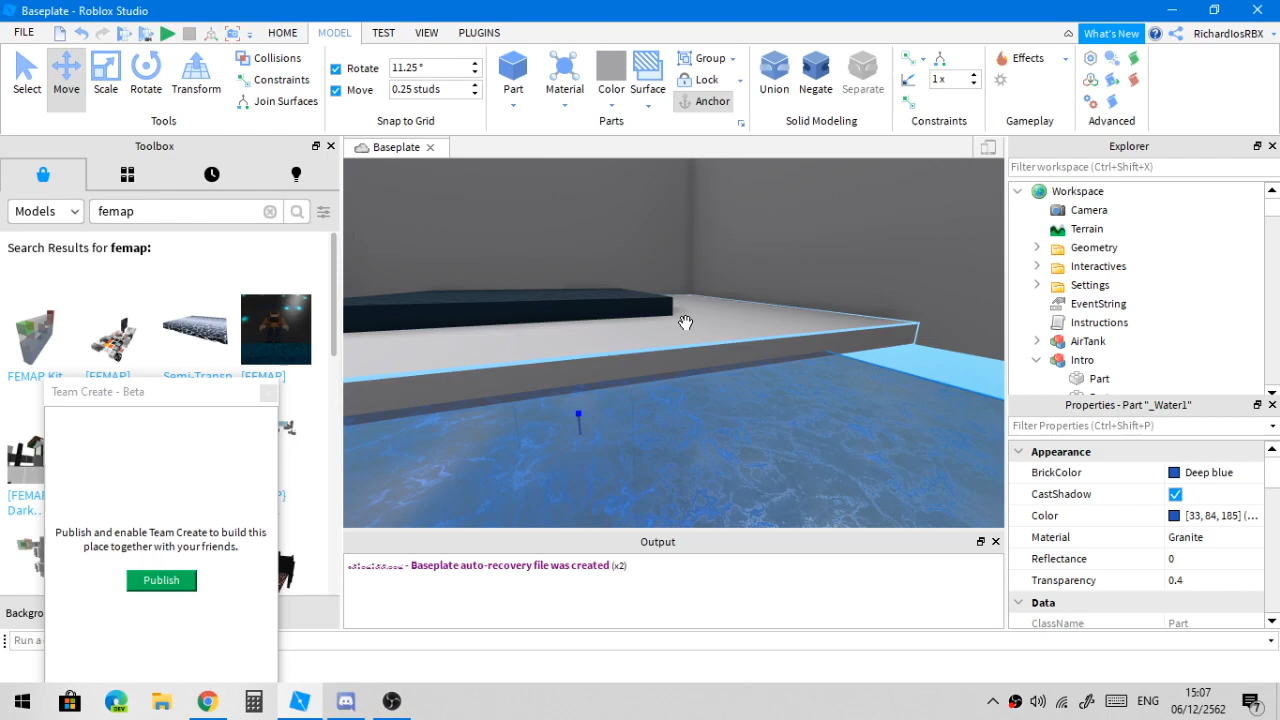 Baseplate - Roblox Studio
FILE HOME MODEL TEST VIEW PLUGINS What's New RichardlosRBX
Select Move Scale Rotate Transform
Collisions
Constraints
Join Surfaces
Tools
Rotate 11.25°
Move 0.25 studs
Snap to Grid
Part Material Color Surface
Group
Lock
Anchor
Parts
Union Negate Separate
Solid Modeling
1 x
Constraints
Effects
Gameplay
Advanced
Toolbox
Models femap
Search Results for femap:
FEMAP Kit [FEMAP] Semi-Transp [FEMAP]
[FEMA
Dark..
Backgro
Run a
Team Create - Beta
Publish and enable Team Create to build this
place together with your friends.
Publish
Baseplate
Output
- Baseplate auto-recovery file was created (x2)
Explorer
Filter workspace (Ctrl+Shift+X)
Workspace
Camera
Terrain
Geometry
Interactives
Settings
EventString
Instructions
AirTank
Intro
Part
Properties - Part "_Water1"
Filter Properties (Ctrl+Shift+P)
Appearance
BrickColor Deep blue
CastShadow
Color [33, 84, 185] (...
Material Granite
Reflectance 0
Transparency 0.4
Data
ClassName Part
DEV
ENG
15:07
06/12/2562
7